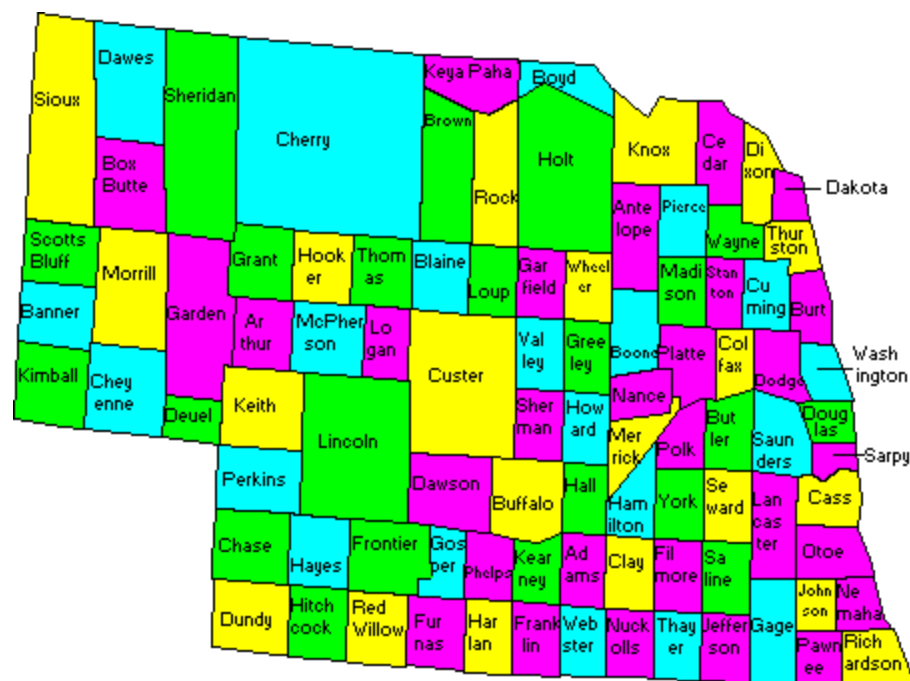 Dawes
Sioux
Sheridan
Box
Butte
Cherry
Keya Paha
Boyd
Brown
Rock
Holt
Knox
Ce
dar
Di
xon
Dakota
Ante
lope
Pierce
Wayne
Thur
ston
Scotts
Bluff
Morrill
Garden
Grant
Hook
er
Thom
as
Blaine
Loup
Gar
field
Wheel
er
Madi
son
Stan
ton
Cu
ming
Burt
Banner
Ar
thur
McPher
son
Lo
gan
Custer
Val
ley
Gree
ley
Boone
Platte
Col
fax
Dodge
Wash
ington
Kimball
Chey
enne
Deuel
Keith
Lincoln
Sher
man
How
ard
Nance
Mer
rick
Polk
But
ler
Saun
ders
Doug
las
Sarpy
Perkins
Dawson
Buffalo
Hall
Ham
ilton
York
Se
ward
Lan
cas
ter
Cass
Chase
Hayes
Frontier
Gos
per
Phelps
Kear
ney
Ad
ams
Clay
Fil
more
Sa
line
Otoe
Dundy
Hitch
cock
Red
Willow
Fur
nas
Har
lan
Frank
lin
Web
ster
Nuck
olls
Thay
er
Jeffer
son
Gage
John
son
Ne
maha
Pawn
ee
Rich
ardson